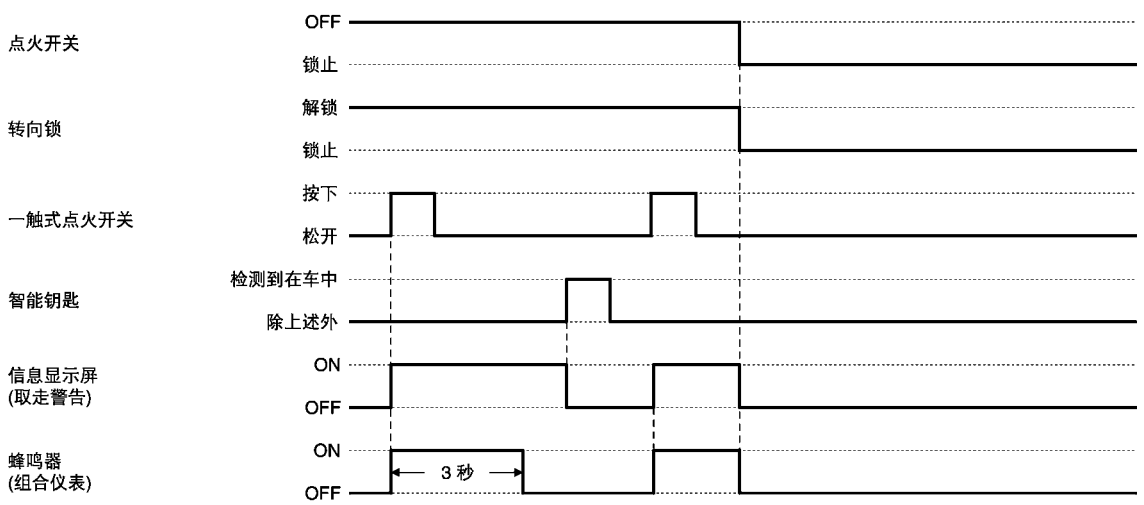 点火开关
OFF
锁止
转向锁
解锁
锁止
一触式点火开关
按下
松开
智能钥匙
检测到在车中
除上述外
信息显示屏
(取走警告)
ON
OFF
蜂鸣器
(组合仪表)
ON
3 秒
OFF